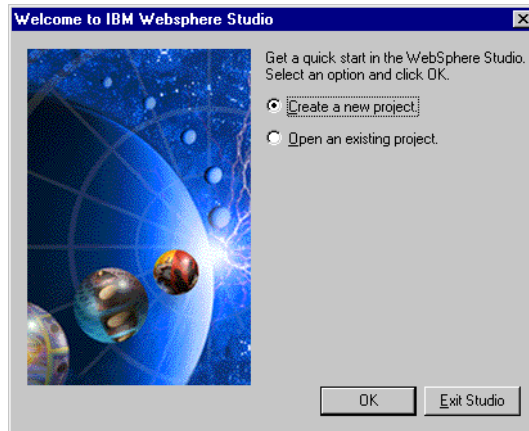 Welcome to IBM Websphere Studio
Get a quick start in the WebSphere Studio.
Select an option and click OK.
Create a new project.
Open an existing project.
OK
Exit Studio